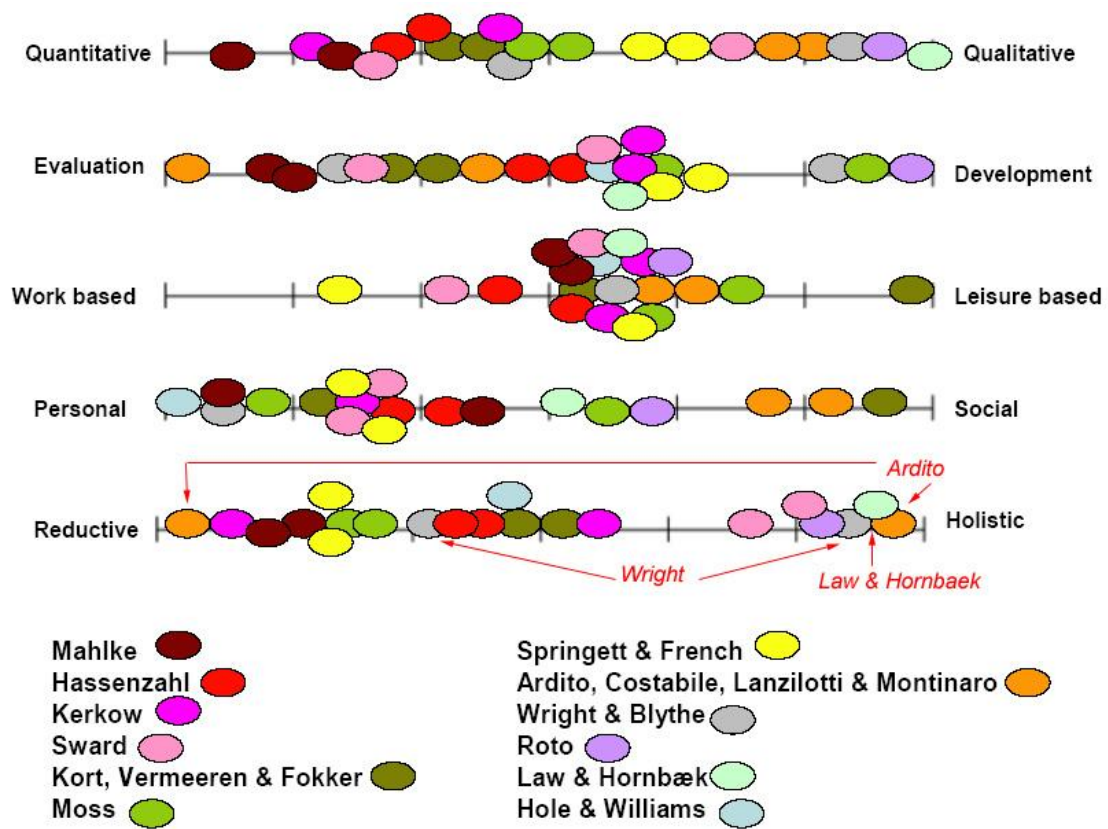 Quantitative Qualitative
Evaluation Development
Work based Leisure based
Personal Social
Ardito
Reductive Holistic
Wright Law & Hornbaek
Mahlke Springett & French
Hassenzahl Ardito, Costabile, Lanzilotti & Montinaro
Kerkow Wright & Blythe
Sward Roto
Kort, Vermeeren & Fokker Law & Hornbæk
Moss Hole & Williams